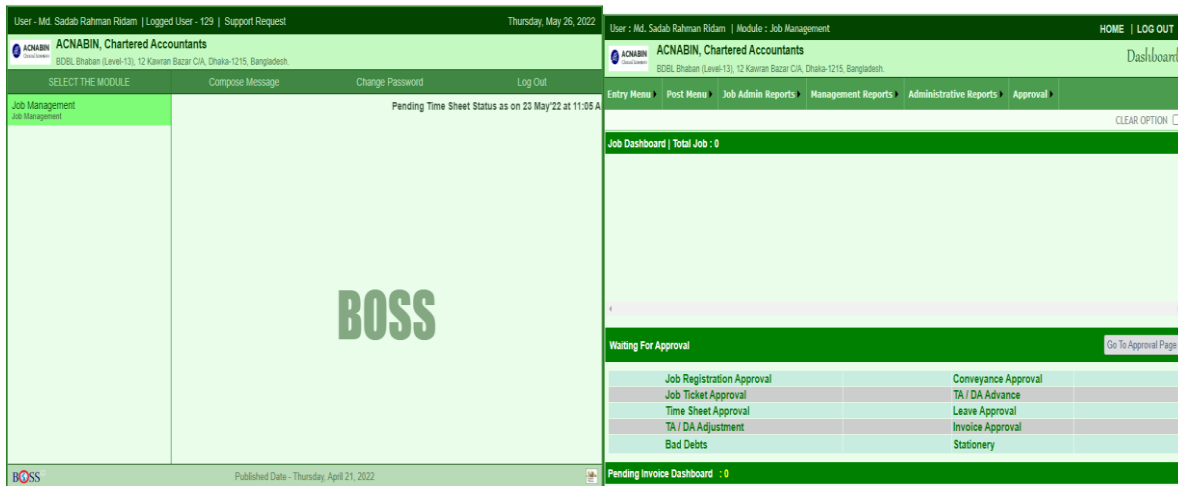 User - Md. Sadab Rahman Ridam | Logged User - 129 | Support Request Thursday, May 26, 2022
ACNABIN
ACNABIN, Chartered Accountants
BDBL Bhaban (Level-13), 12 Kawran Bazar C/A, Dhaka-1215, Bangladesh.
SELECT THE MODULE Compose Message Change Password Log Out
Job Management
Job Management
Pending Time Sheet Status as on 23 May'22 at 11:05 A
BOSS
BOSS Published Date - Thursday, April 21, 2022
User : Md. Sadab Rahman Ridam | Module : Job Management HOME | LOG OUT
ACNABIN
ACNABIN, Chartered Accountants Dashboard
BDBL Bhaban (Level-13), 12 Kawran Bazar C/A, Dhaka-1215, Bangladesh.
Entry Menu Post Menu Job Admin Reports Management Reports Administrative Reports Approval
CLEAR OPTION
Job Dashboard | Total Job : 0
Waiting For Approval Go To Approval Page
Job Registration Approval Conveyance Approval
Job Ticket Approval TA / DA Advance
Time Sheet Approval Leave Approval
TA / DA Adjustment Invoice Approval
Bad Debts Stationery
Pending Invoice Dashboard : 0